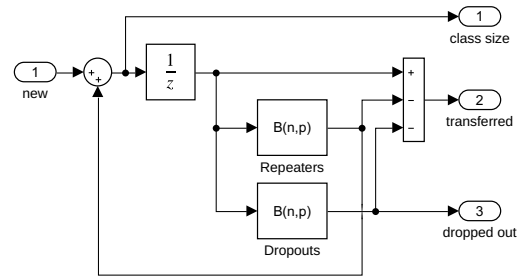 1
class size
1
new
+
+
1
z
+
−
−
2
transferred
B(n,p)
Repeaters
B(n,p)
Dropouts
3
dropped out